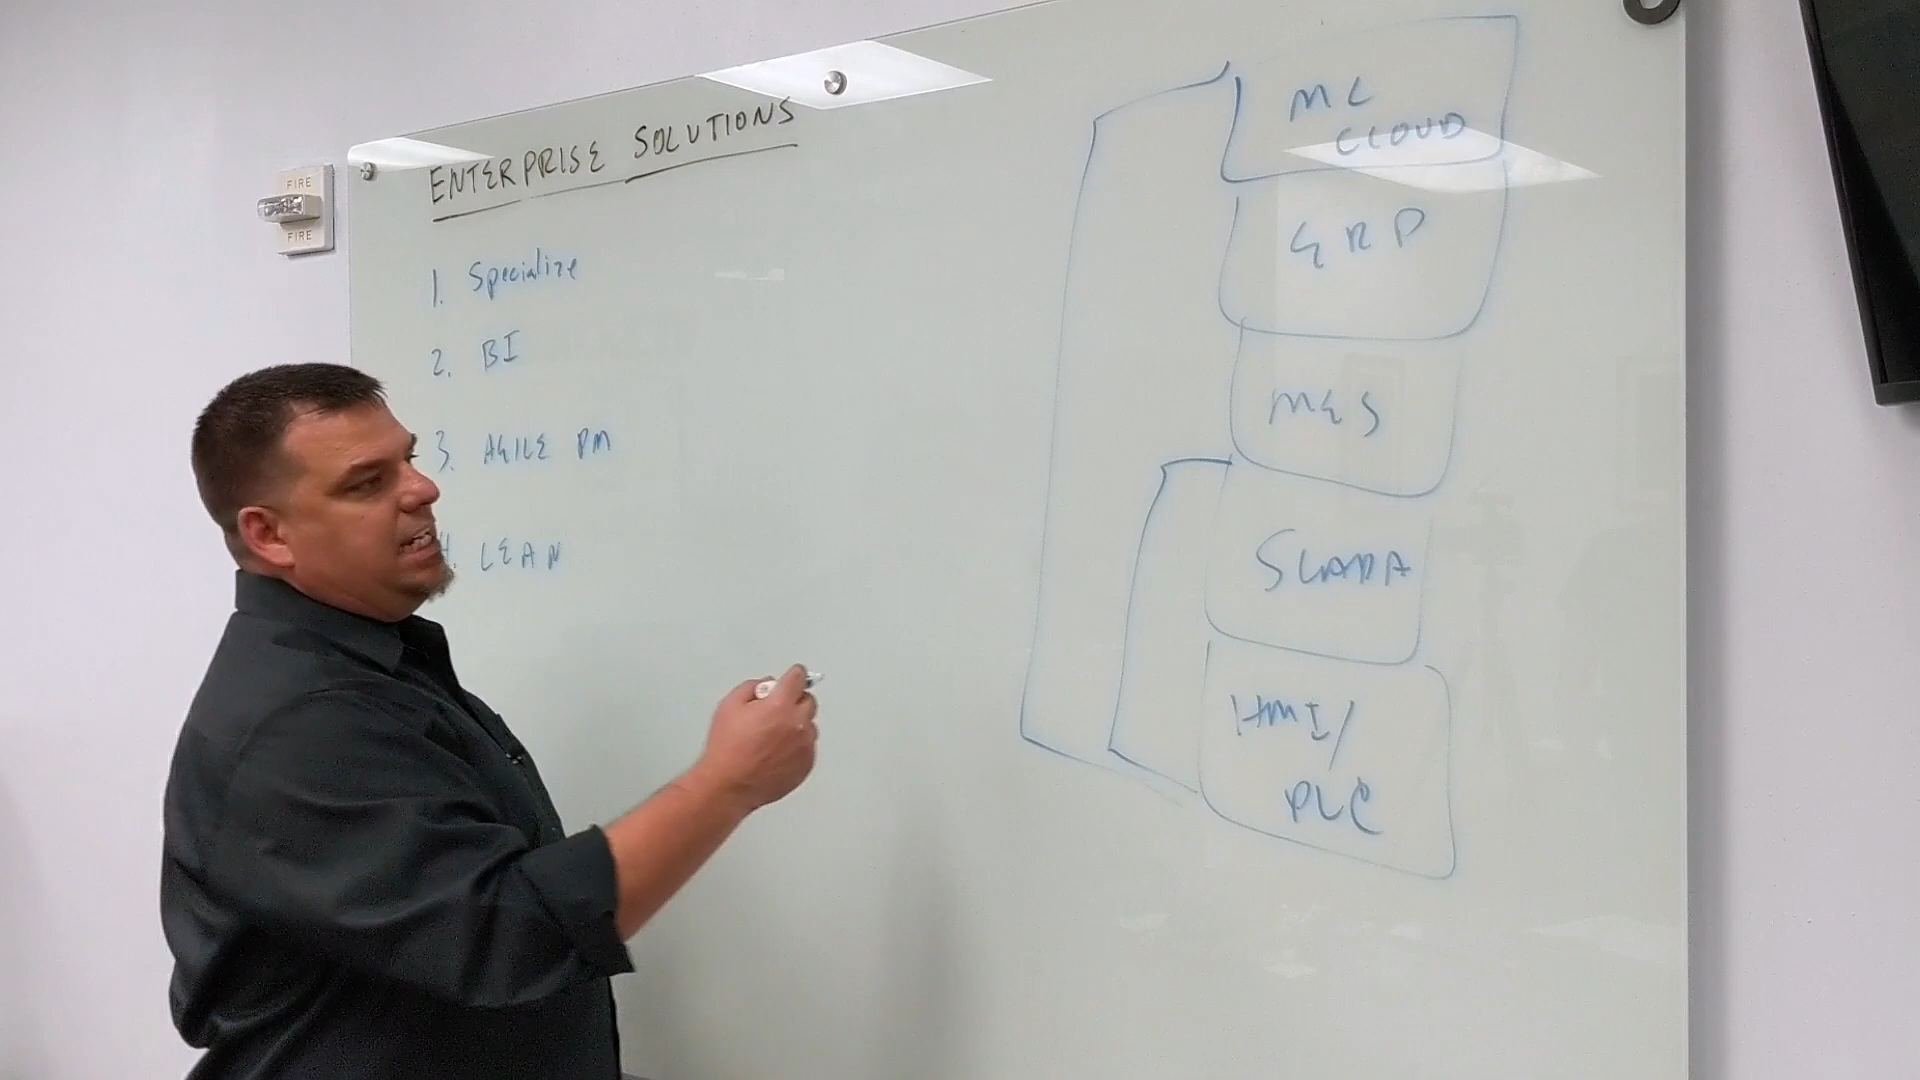 ENTERPRISE SOLUTIONS
1. Specialize
2. BI
3. AGILE PM
4. LEAN
ML
CLOUD
ERP
MES
SCADA
HMI/
PLC
FIRE
FIRE